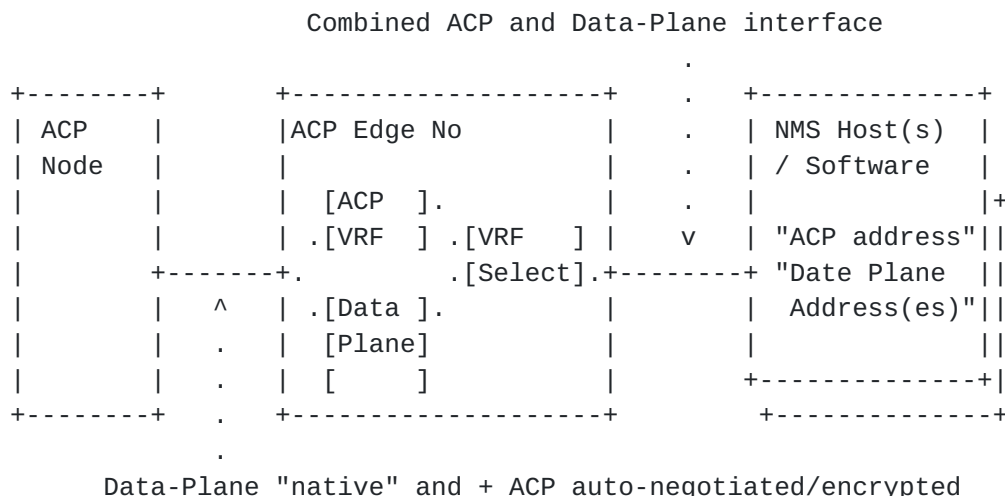 Combined ACP and Data-Plane interface
                                           .
+--------+       +--------------------+    .   +--------------+
| ACP    |       |ACP Edge No         |    .   | NMS Host(s)  |
| Node   |       |                    |    .   | / Software   |
|        |       |  [ACP  ].          |    .   |              |+
|        |       | .[VRF  ] .[VRF   ] |    v   | "ACP address"||
|        +-------+.         .[Select].+--------+ "Date Plane  ||
|        |   ^   | .[Data ].          |        |  Address(es)"||
|        |   .   |  [Plane]           |        |              ||
|        |   .   |  [     ]           |        +--------------+|
+--------+   .   +--------------------+         +--------------+
             .
      Data-Plane "native" and + ACP auto-negotiated/encrypted